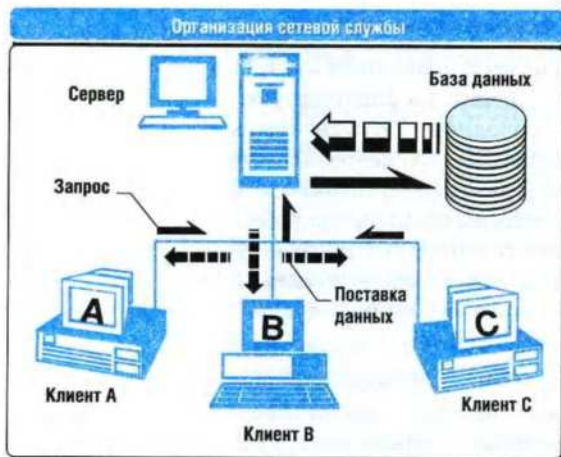 Организация сетевой службы
Сервер
База данных
Запрос
Поставка
данных
A
B
C
Клиент A
Клиент B
Клиент C